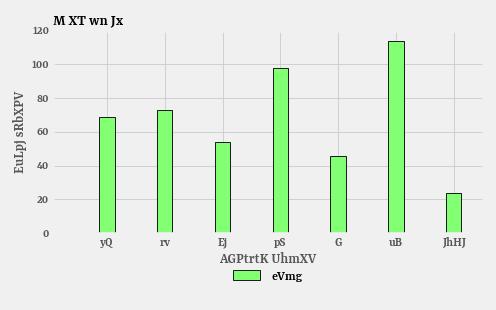 M XT wn Jx
EuLpJ sRbXPV
120
100
80
60
40
20
0
yQ rv Ej pS G uB JhHJ
AGPtrtK UhmXV
eVmg